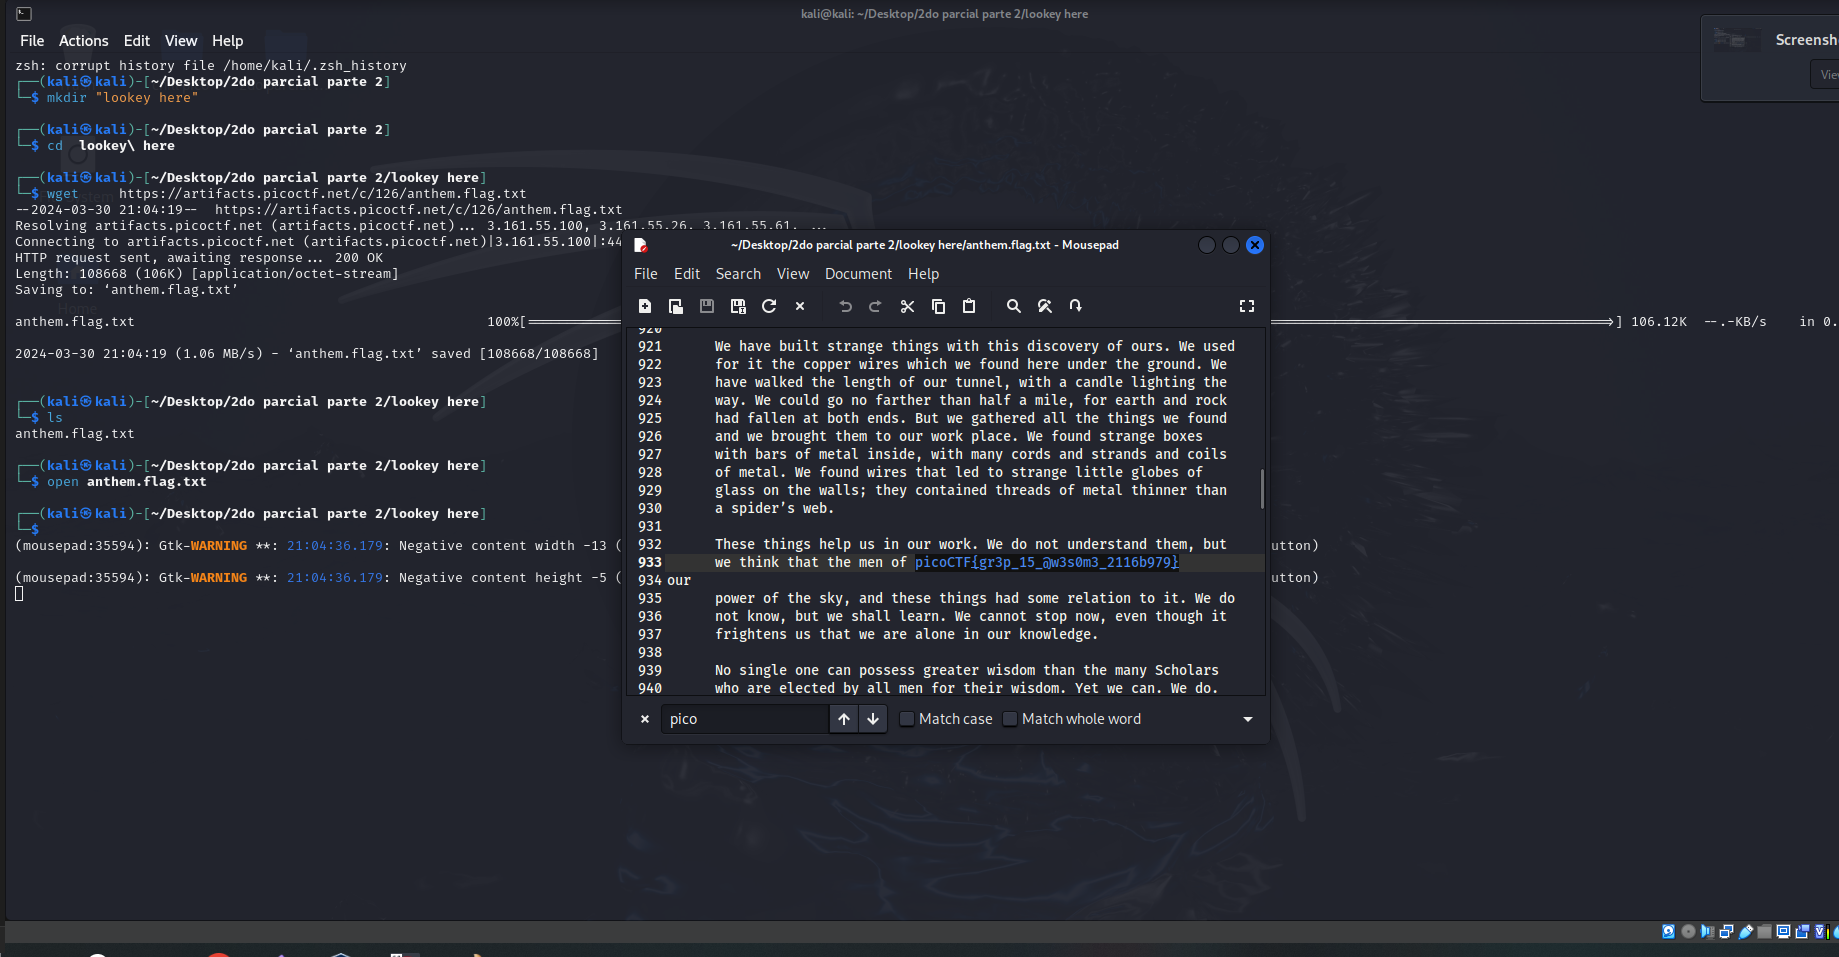 kali@kali: ~/Desktop/2do parcial parte 2/lookey here
File Actions Edit View Help
zsh: corrupt history file /home/kali/.zsh_history
┌──(kali㉿kali)-[~/Desktop/2do parcial parte 2]
└─$ mkdir "lookey here"
┌──(kali㉿kali)-[~/Desktop/2do parcial parte 2]
└─$ cd  lookey\ here
┌──(kali㉿kali)-[~/Desktop/2do parcial parte 2/lookey here]
└─$ wget     https://artifacts.picoctf.net/c/126/anthem.flag.txt
--2024-03-30 21:04:19--  https://artifacts.picoctf.net/c/126/anthem.flag.txt
Resolving artifacts.picoctf.net (artifacts.picoctf.net)... 3.161.55.100, 3.161.55.26, 3.161.55.61, ...
Connecting to artifacts.picoctf.net (artifacts.picoctf.net)|3.161.55.100|:44
HTTP request sent, awaiting response... 200 OK
Length: 108668 (106K) [application/octet-stream]
Saving to: ‘anthem.flag.txt’
anthem.flag.txt 100%[=====>] 106.12K --.-KB/s in 0.
2024-03-30 21:04:19 (1.06 MB/s) - ‘anthem.flag.txt’ saved [108668/108668]
┌──(kali㉿kali)-[~/Desktop/2do parcial parte 2/lookey here]
└─$ ls
anthem.flag.txt
┌──(kali㉿kali)-[~/Desktop/2do parcial parte 2/lookey here]
└─$ open anthem.flag.txt
┌──(kali㉿kali)-[~/Desktop/2do parcial parte 2/lookey here]
└─$
(mousepad:35594): Gtk-WARNING **: 21:04:36.179: Negative content width -13 (
utton)
(mousepad:35594): Gtk-WARNING **: 21:04:36.179: Negative content height -5 (
utton)
~/Desktop/2do parcial parte 2/lookey here/anthem.flag.txt - Mousepad
File Edit Search View Document Help
920
921 We have built strange things with this discovery of ours. We used
922 for it the copper wires which we found here under the ground. We
923 have walked the length of our tunnel, with a candle lighting the
924 way. We could go no farther than half a mile, for earth and rock
925 had fallen at both ends. But we gathered all the things we found
926 and we brought them to our work place. We found strange boxes
927 with bars of metal inside, with many cords and strands and coils
928 of metal. We found wires that led to strange little globes of
929 glass on the walls; they contained threads of metal thinner than
930 a spider’s web.
931
932 These things help us in our work. We do not understand them, but
933 we think that the men of picoCTF{gr3p_15_@w3s0m3_2116b979}
934 our
935 power of the sky, and these things had some relation to it. We do
936 not know, but we shall learn. We cannot stop now, even though it
937 frightens us that we are alone in our knowledge.
938
939 No single one can possess greater wisdom than the many Scholars
940 who are elected by all men for their wisdom. Yet we can. We do.
pico
Match case
Match whole word
Screensh
Vie